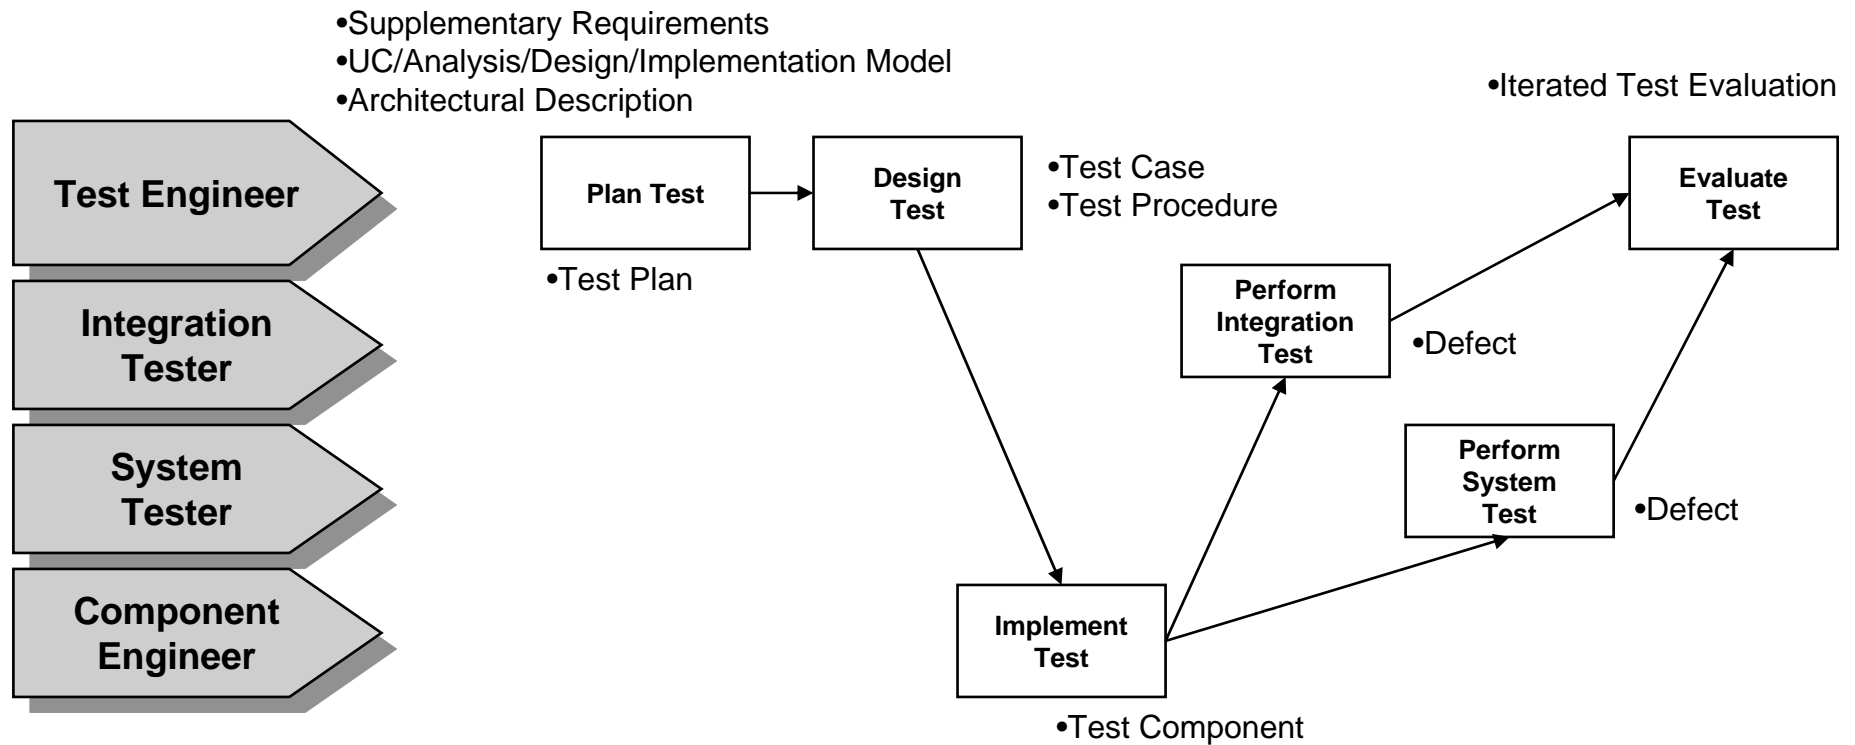 •Supplementary Requirements
•UC/Analysis/Design/Implementation Model
•Architectural Description
•Iterated Test Evaluation
Test Engineer
Plan Test
Design
Test
•Test Case
•Test Procedure
Evaluate
Test
•Test Plan
Integration
Tester
Perform
Integration
Test
•Defect
System
Tester
Perform
System
Test
•Defect
Component
Engineer
Implement
Test
•Test Component